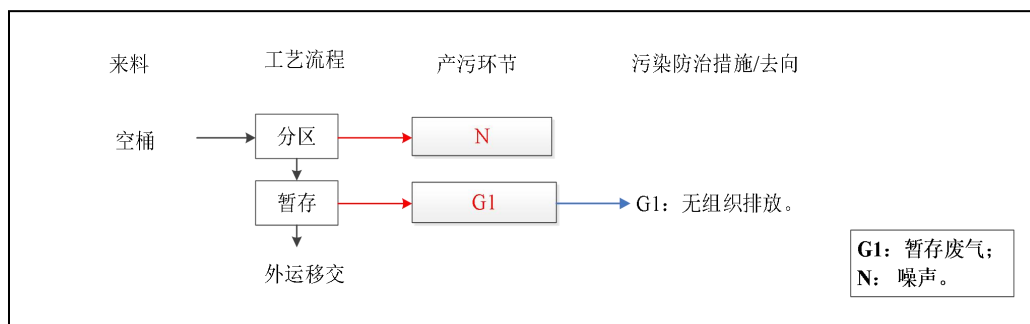 来料 工艺流程 产污环节 污染防治措施/去向
空桶 分区 N
暂存 G1 G1：无组织排放。
外运移交
G1：暂存废气；
N： 噪声。